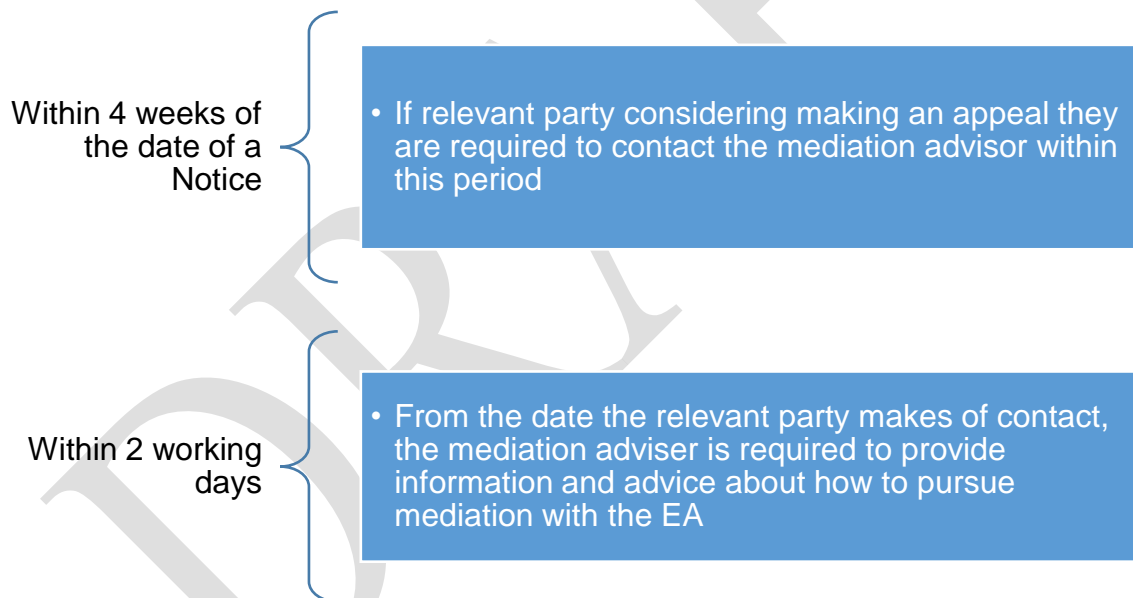 Within 4 weeks of
the date of a
Notice
• If relevant party considering making an appeal they
are required to contact the mediation advisor within
this period
Within 2 working
days
• From the date the relevant party makes of contact,
the mediation adviser is required to provide
information and advice about how to pursue
mediation with the EA